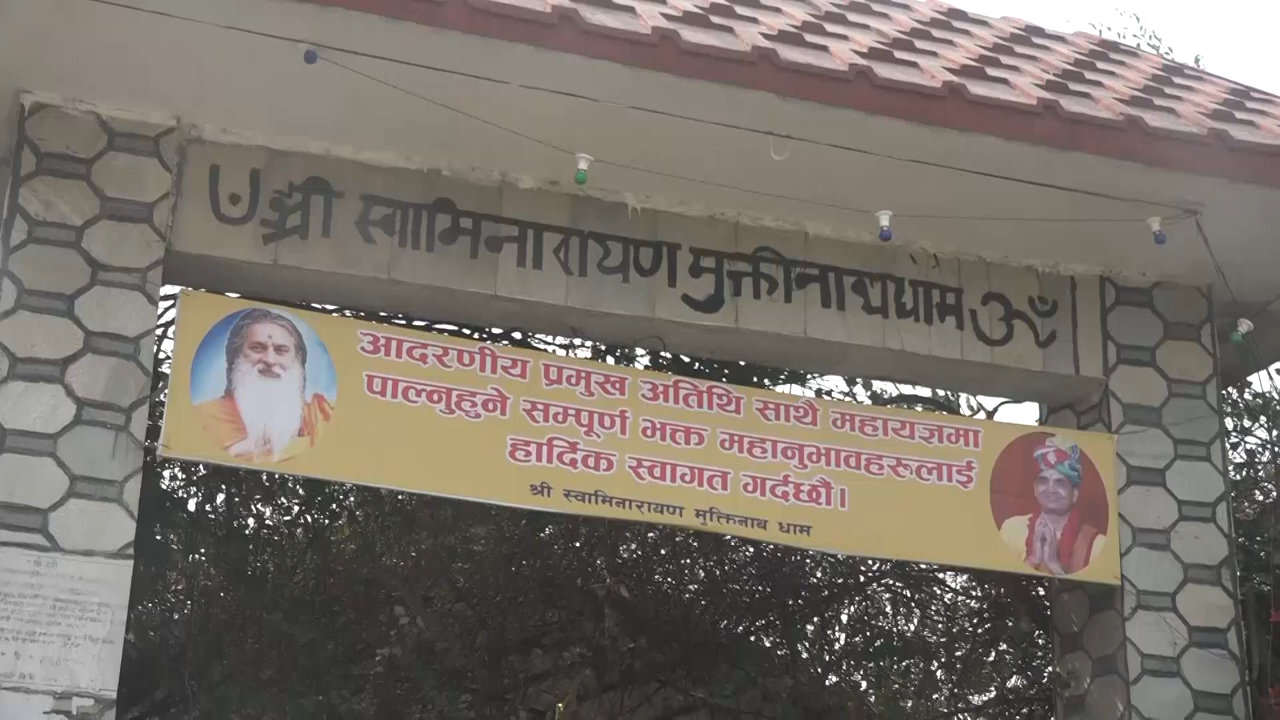 श्री स्वामिनारायण मुक्तीनाथधाम ॐ
आदरणीय प्रमुख अतिथि साथै महायज्ञमा
पाल्नुहुने सम्पूर्ण भक्त महानुभावहरूलाई
हार्दिक स्वागत गर्दछौं।
श्री स्वामिनारायण मुक्तिनाथ धाम